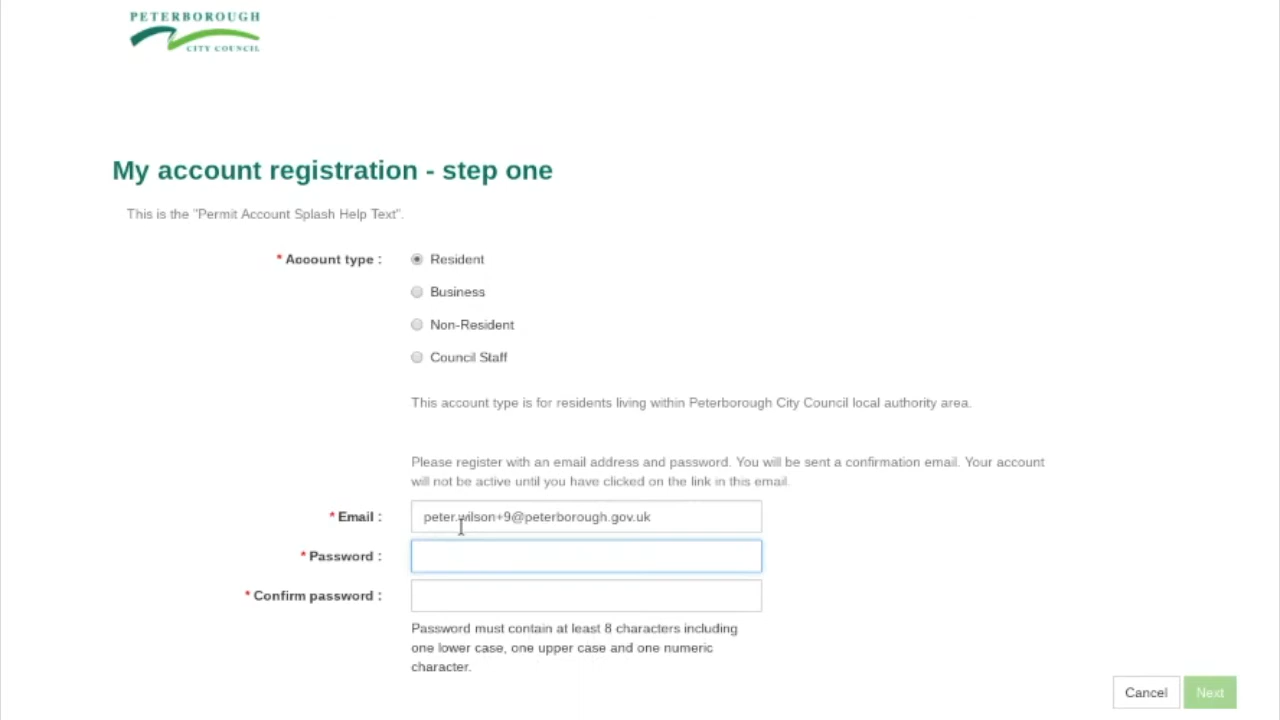 PETERBOROUGH
CITY COUNCIL
My account registration - step one
This is the "Permit Account Splash Help Text".
* Account type :
Resident
Business
Non-Resident
Council Staff
This account type is for residents living within Peterborough City Council local authority area.
Please register with an email address and password. You will be sent a confirmation email. Your account
will not be active until you have clicked on the link in this email.
* Email :
peter.wilson+9@peterborough.gov.uk
* Password :
* Confirm password :
Password must contain at least 8 characters including
one lower case, one upper case and one numeric
character.
Cancel
Next